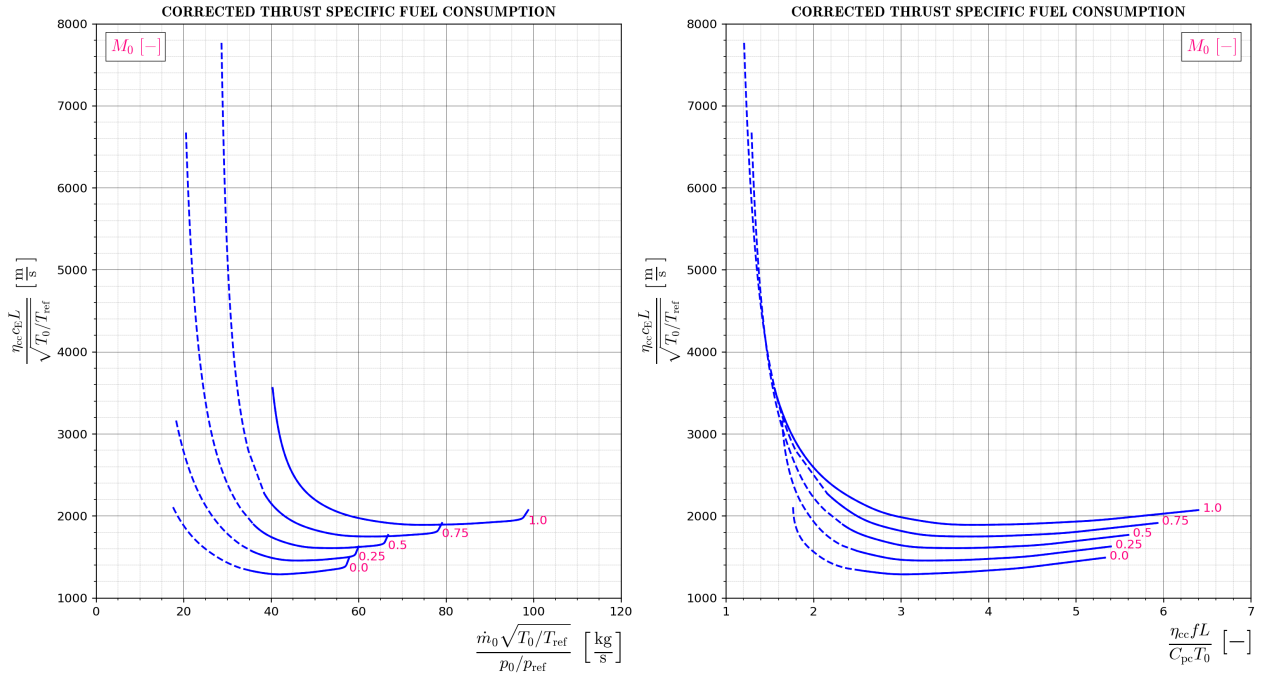 CORRECTED THRUST SPECIFIC FUEL CONSUMPTION
M₀ [−]
8000
7000
6000
5000
4000
3000
2000
1000
η_cc c_E L / √(T₀/T_ref) [m/s]
1.0
0.75
0.5
0.25
0.0
0 20 40 60 80 100 120
ṁ₀ √(T₀/T_ref) / (p₀/p_ref) [kg/s]
CORRECTED THRUST SPECIFIC FUEL CONSUMPTION
M₀ [−]
8000
7000
6000
5000
4000
3000
2000
1000
η_cc c_E L / √(T₀/T_ref) [m/s]
1.0
0.75
0.5
0.25
0.0
1 2 3 4 5 6 7
η_cc f L / (C_pc T₀) [−]